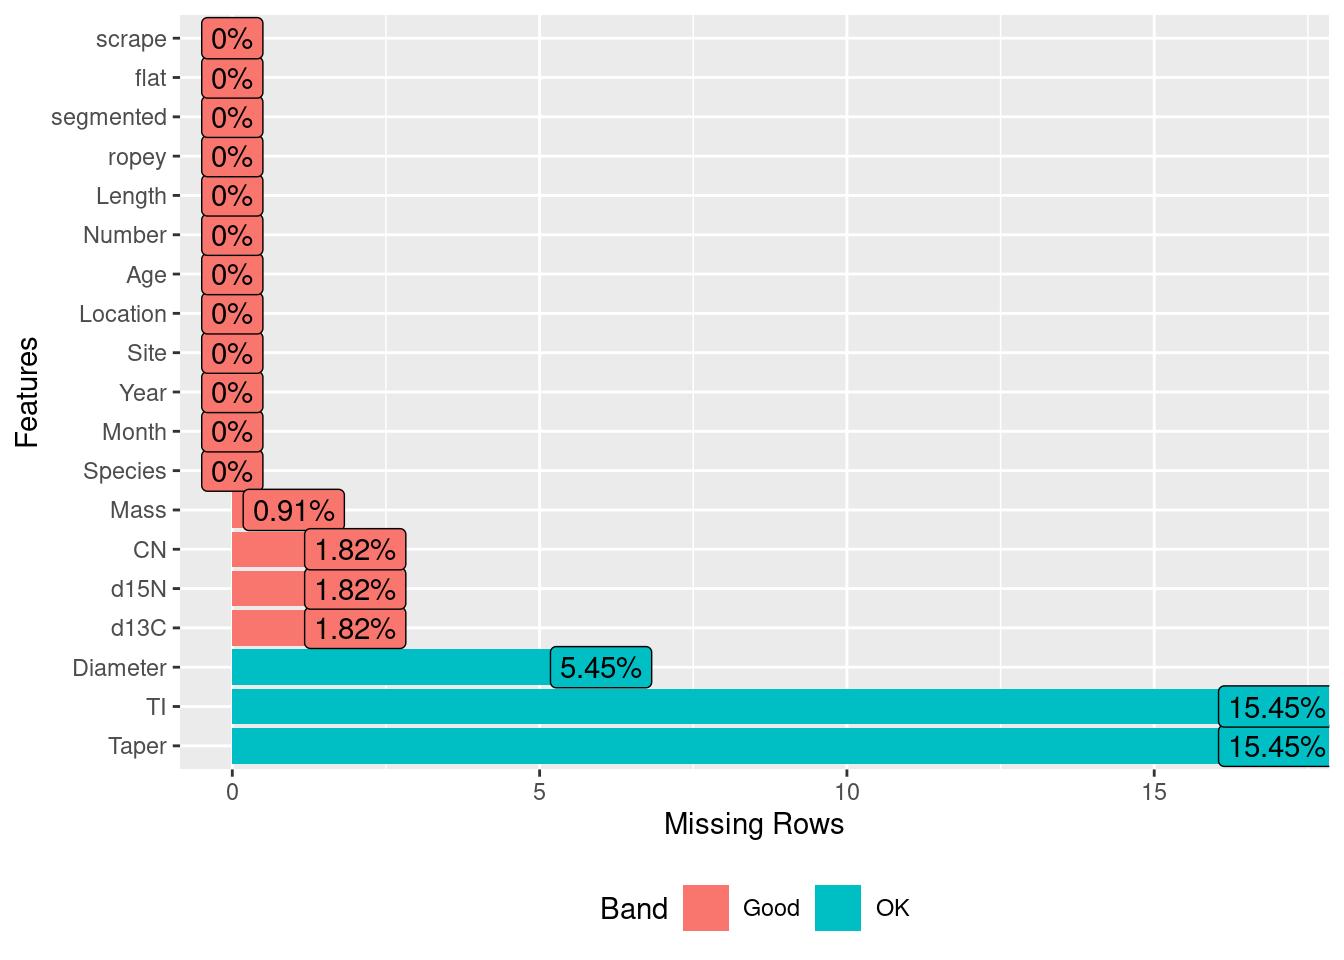 scrape 0%
flat 0%
segmented 0%
ropey 0%
Length 0%
Number 0%
Age 0%
Location 0%
Site 0%
Year 0%
Month 0%
Species 0%
Mass 0.91%
CN 1.82%
d15N 1.82%
d13C 1.82%
Diameter 5.45%
TI 15.45%
Taper 15.45%
Features
0 5 10 15
Missing Rows
Band Good OK